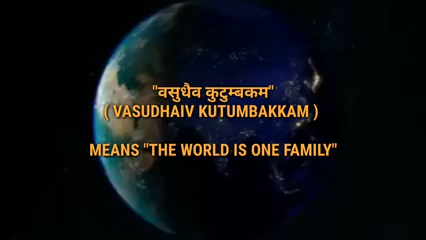 "वसुधैव कुटुम्बकम"
( VASUDHAIV KUTUMBAKKAM )
MEANS "THE WORLD IS ONE FAMILY"